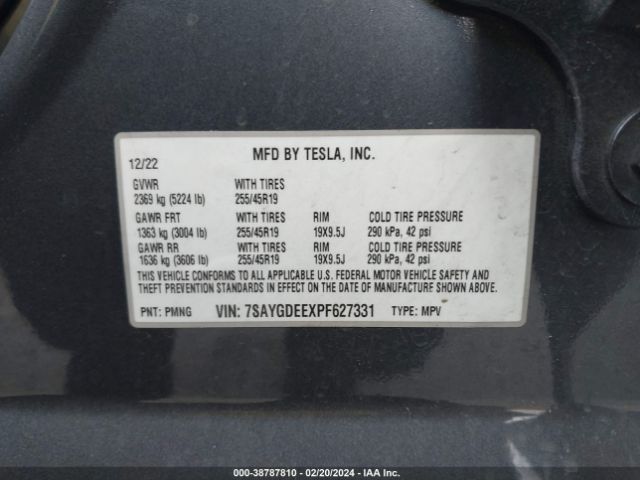 MFD BY TESLA, INC.
12/22
GVWR WITH TIRES
2369 kg (5224 lb) 255/45R19
GAWR FRT WITH TIRES RIM COLD TIRE PRESSURE
1363 kg (3004 lb) 255/45R19 19X9.5J 290 kPa, 42 psi
GAWR RR WITH TIRES RIM COLD TIRE PRESSURE
1636 kg (3606 lb) 255/45R19 19X9.5J 290 kPa, 42 psi
THIS VEHICLE CONFORMS TO ALL APPLICABLE U.S. FEDERAL MOTOR VEHICLE SAFETY AND
THEFT PREVENTION STANDARDS IN EFFECT ON THE DATE OF MANUFACTURE SHOWN ABOVE.
PNT: PMNG VIN: 7SAYGDEEXPF627331 TYPE: MPV
000-38787810 - 02/20/2024 - IAA Inc.